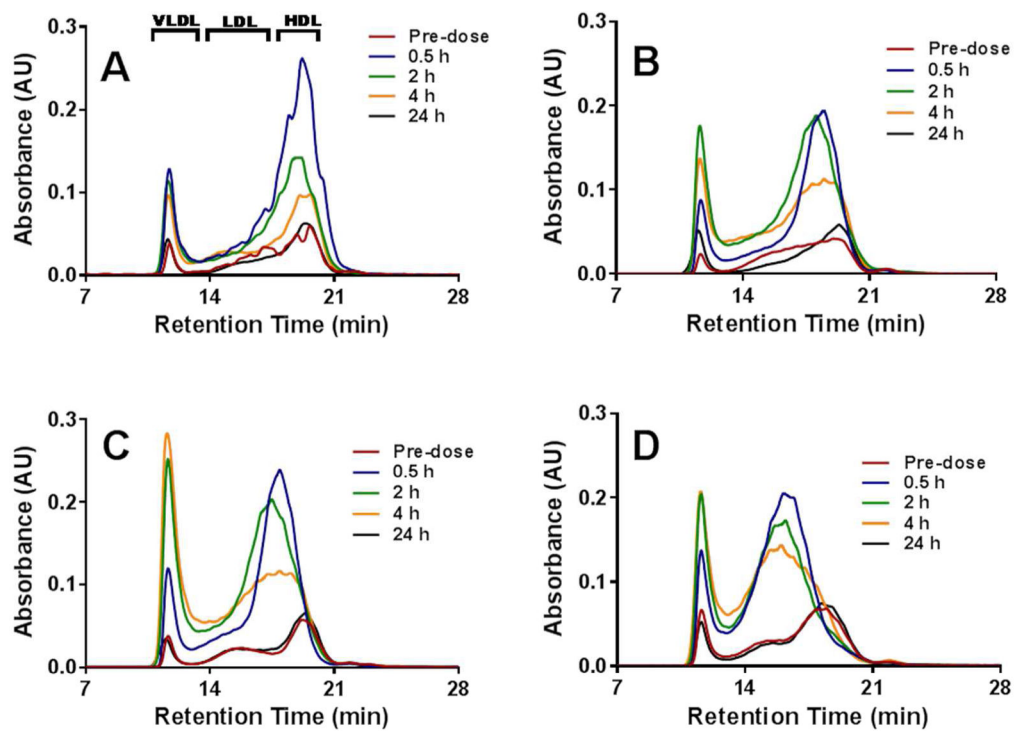 VLDL LDL HDL
A
Absorbance (AU)
0.3
0.2
0.1
0.0
7 14 21 28
Retention Time (min)
Pre-dose
0.5 h
2 h
4 h
24 h
B
Absorbance (AU)
0.3
0.2
0.1
0.0
7 14 21 28
Retention Time (min)
Pre-dose
0.5 h
2 h
4 h
24 h
C
Absorbance (AU)
0.3
0.2
0.1
0.0
7 14 21 28
Retention Time (min)
Pre-dose
0.5 h
2 h
4 h
24 h
D
Absorbance (AU)
0.3
0.2
0.1
0.0
7 14 21 28
Retention Time (min)
Pre-dose
0.5 h
2 h
4 h
24 h